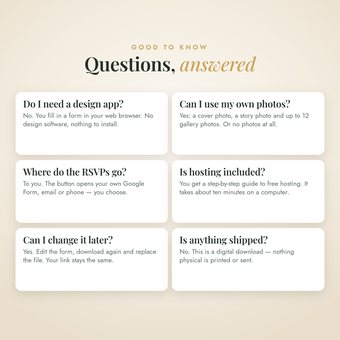 GOOD TO KNOW
Questions, answered
Do I need a design app?
No. You fill in a form in your web browser. No
design software, nothing to install.
Can I use my own photos?
Yes: a cover photo, a story photo and up to 12
gallery photos. Or no photos at all.
Where do the RSVPs go?
To you. The button opens your own Google
Form, email or phone — you choose.
Is hosting included?
You get a step-by-step guide to free hosting. It
takes about ten minutes on a computer.
Can I change it later?
Yes. Edit the form, download again and replace
the file. Your link stays the same.
Is anything shipped?
No. This is a digital download — nothing
physical is printed or sent.